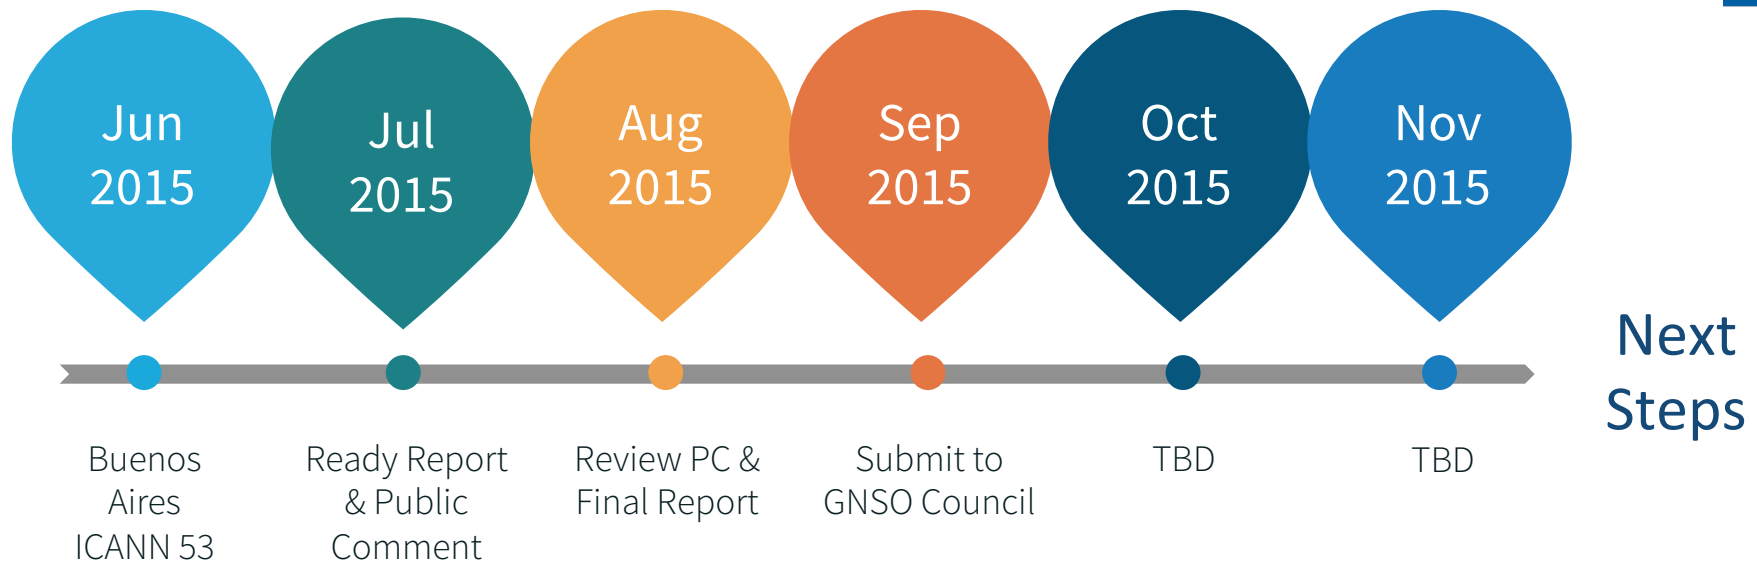 Jun
2015
Jul
2015
Aug
2015
Sep
2015
Oct
2015
Nov
2015
Next
Steps
Buenos
Aires
ICANN 53
Ready Report
& Public
Comment
Review PC &
Final Report
Submit to
GNSO Council
TBD
TBD